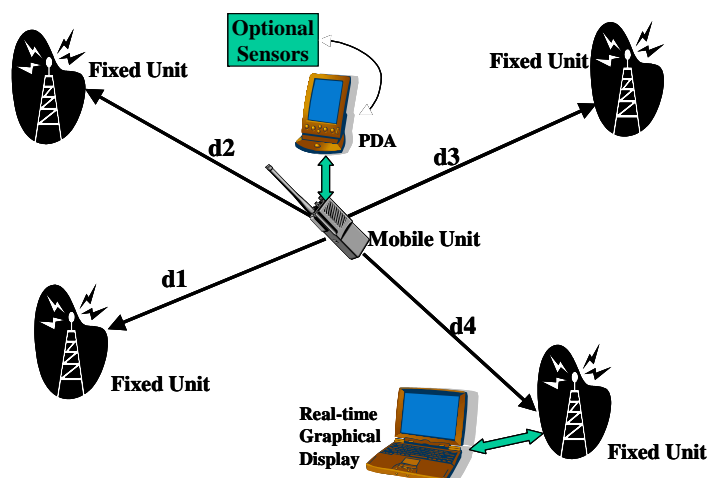 Optional
Sensors
Fixed Unit
Fixed Unit
PDA
d2
d3
Mobile Unit
d1
d4
Fixed Unit
Real-time
Graphical
Display
Fixed Unit